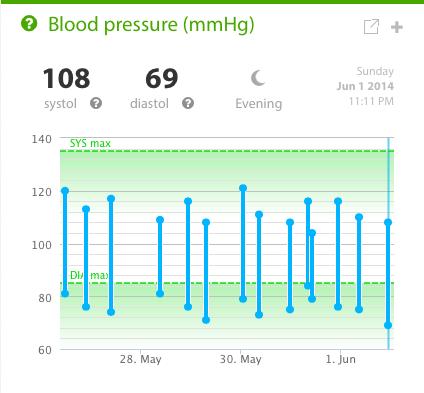 ? Blood pressure (mmHg)
108 69
systol ? diastol ? Evening
Sunday
Jun 1 2014
11:11 PM
140
SYS max
120
100
DIA max
80
60
28. May 30. May 1. Jun